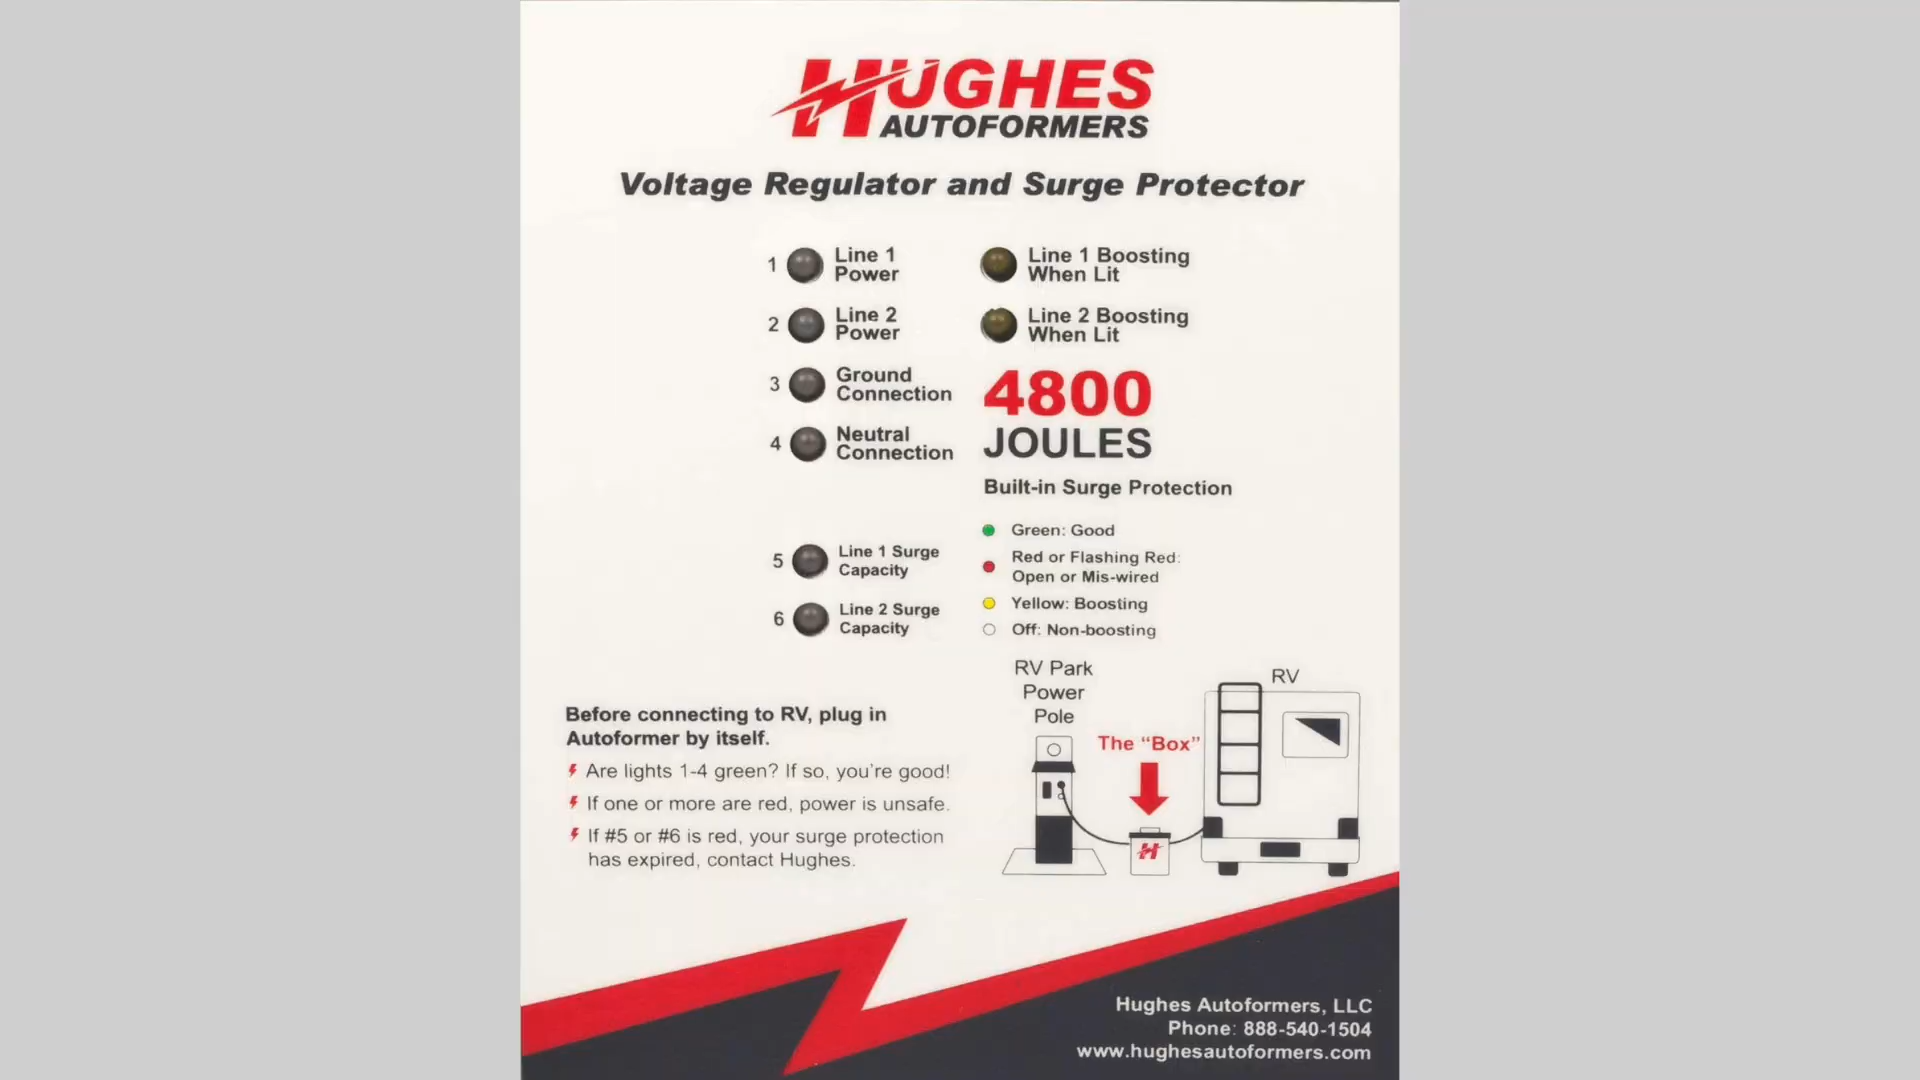 HUGHES
AUTOFORMERS
Voltage Regulator and Surge Protector
1 Line 1
Power
Line 1 Boosting
When Lit
2 Line 2
Power
Line 2 Boosting
When Lit
3 Ground
Connection
4 Neutral
Connection
4800
JOULES
Built-in Surge Protection
Green: Good
Red or Flashing Red:
Open or Mis-wired
Yellow: Boosting
Off: Non-boosting
5 Line 1 Surge
Capacity
6 Line 2 Surge
Capacity
RV Park
Power
Pole
RV
The “Box”
H
Before connecting to RV, plug in
Autoformer by itself.
Are lights 1-4 green? If so, you’re good!
If one or more are red, power is unsafe.
If #5 or #6 is red, your surge protection
has expired, contact Hughes.
Hughes Autoformers, LLC
Phone: 888-540-1504
www.hughesautoformers.com